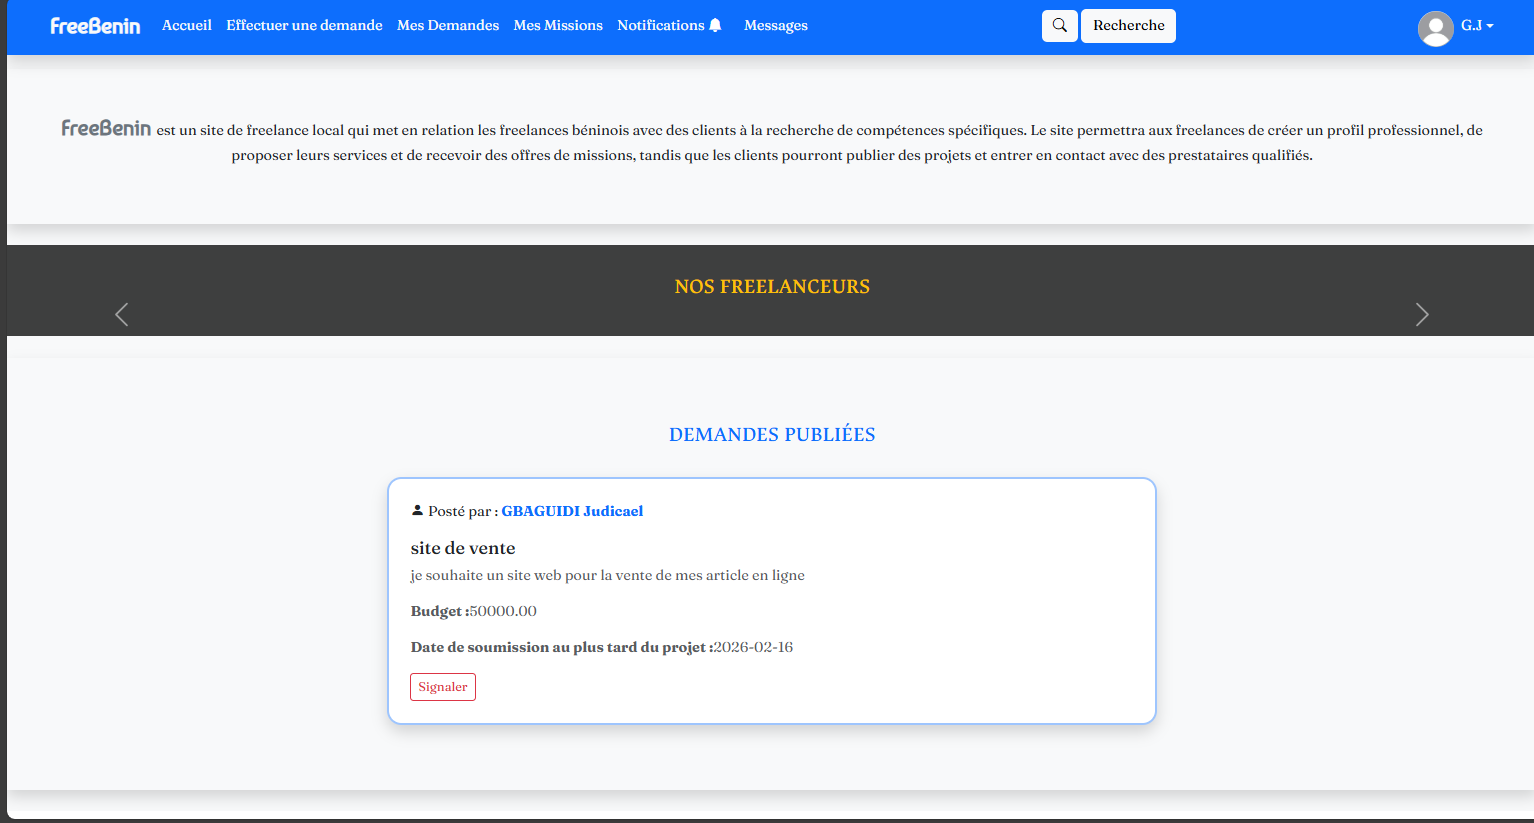 FreeBenin Accueil Effectuer une demande Mes Demandes Mes Missions Notifications Messages Recherche G.J
FreeBenin est un site de freelance local qui met en relation les freelances béninois avec des clients à la recherche de compétences spécifiques. Le site permettra aux freelances de créer un profil professionnel, de
proposer leurs services et de recevoir des offres de missions, tandis que les clients pourront publier des projets et entrer en contact avec des prestataires qualifiés.
NOS FREELANCEURS
DEMANDES PUBLIÉES
Posté par : GBAGUIDI Judicael
site de vente
je souhaite un site web pour la vente de mes article en ligne
Budget :50000.00
Date de soumission au plus tard du projet :2026-02-16
Signaler